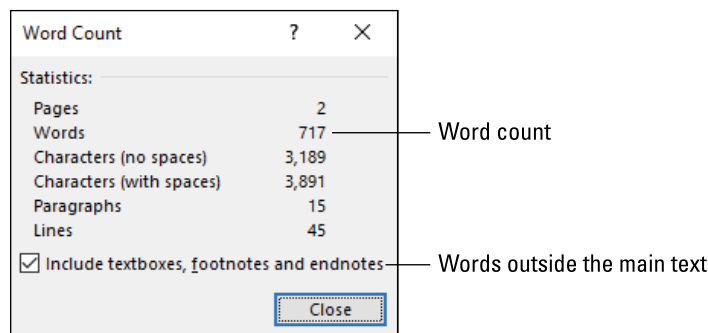 Word Count ? ×
Statistics:
Pages 2
Words 717 Word count
Characters (no spaces) 3,189
Characters (with spaces) 3,891
Paragraphs 15
Lines 45
Include textboxes, footnotes and endnotes Words outside the main text
Close